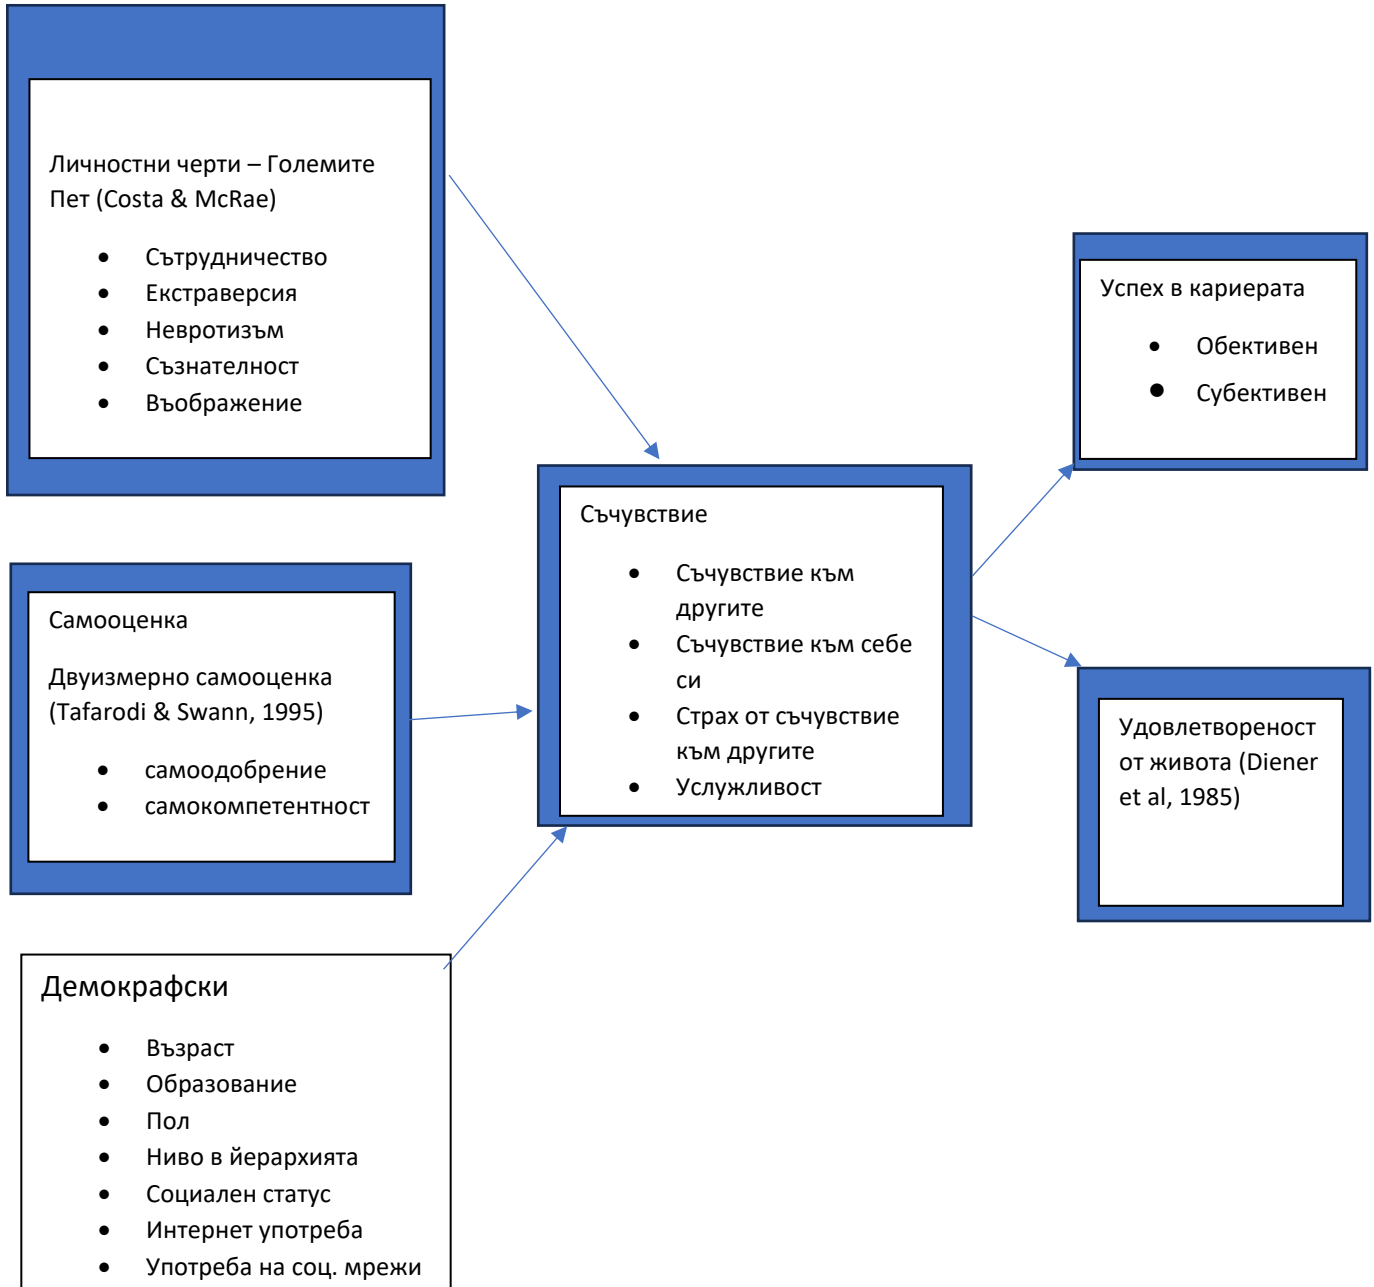 Личностни черти – Големите
Пет (Costa & McRae)
• Сътрудничество
• Екстраверсия
• Невротизъм
• Съзнателност
• Въображение
Самооценка
Двуизмерно самооценка
(Tafarodi & Swann, 1995)
• самоодобрение
• самокомпетентност
Демокрафски
• Възраст
• Образование
• Пол
• Ниво в йерархията
• Социален статус
• Интернет употреба
• Употреба на соц. мрежи
Съчувствие
• Съчувствие към
другите
• Съчувствие към себе
си
• Страх от съчувствие
към другите
• Услужливост
Успех в кариерата
• Обективен
• Субективен
Удовлетвореност
от живота (Diener
et al, 1985)